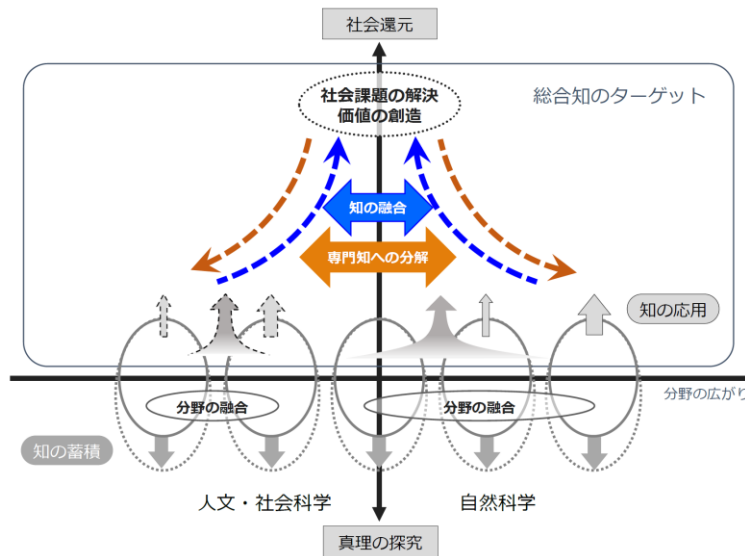 社会還元
総合知のターゲット
社会課題の解決
価値の創造
知の融合
専門知への分解
知の応用
分野の広がり
分野の融合
分野の融合
知の蓄積
人文・社会科学
自然科学
真理の探究